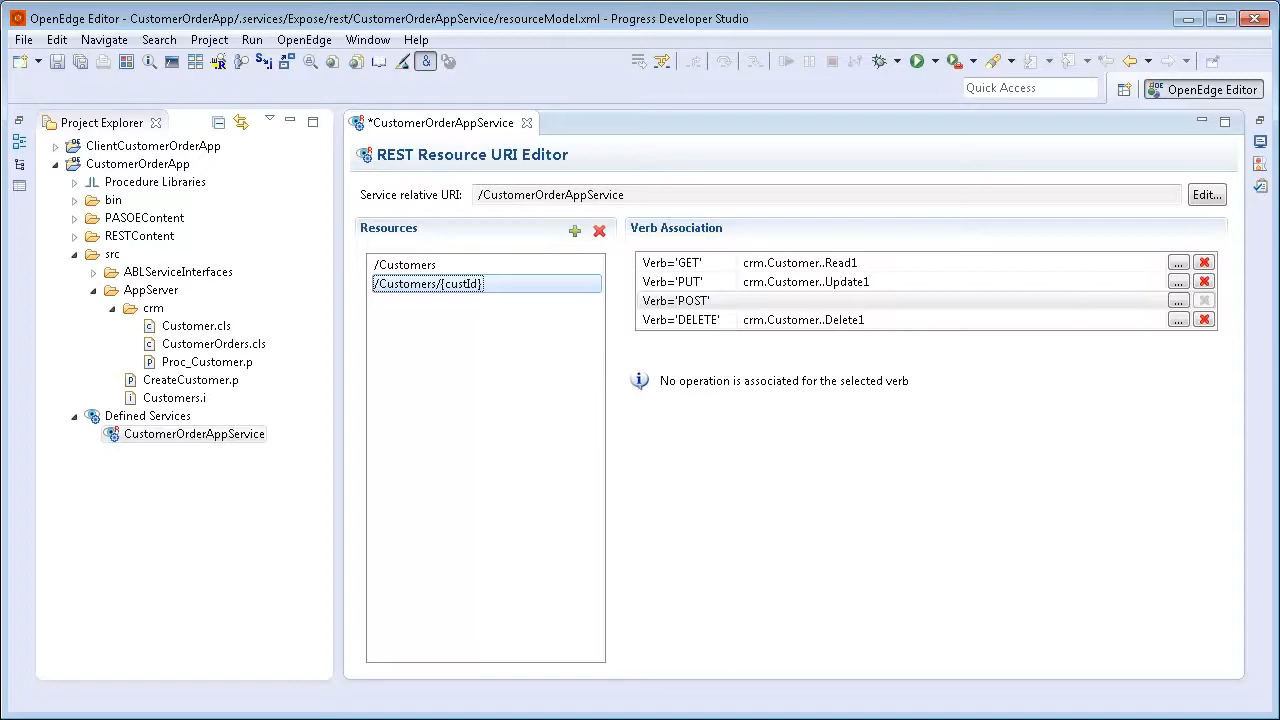 OpenEdge Editor - CustomerOrderApp/.services/Expose/rest/CustomerOrderAppService/resourceModel.xml - Progress Developer Studio
File Edit Navigate Search Project Run OpenEdge Window Help
Quick Access
OpenEdge Editor
Project Explorer
ClientCustomerOrderApp
CustomerOrderApp
Procedure Libraries
bin
PASOEContent
RESTContent
src
ABLServiceInterfaces
AppServer
crm
Customer.cls
CustomerOrders.cls
Proc_Customer.p
CreateCustomer.p
Customers.i
Defined Services
CustomerOrderAppService
*CustomerOrderAppService
REST Resource URI Editor
Service relative URI: /CustomerOrderAppService Edit...
Resources
/Customers
/Customers/{custId}
Verb Association
Verb='GET' crm.Customer..Read1 ...
Verb='PUT' crm.Customer..Update1 ...
Verb='POST' ...
Verb='DELETE' crm.Customer..Delete1 ...
No operation is associated for the selected verb